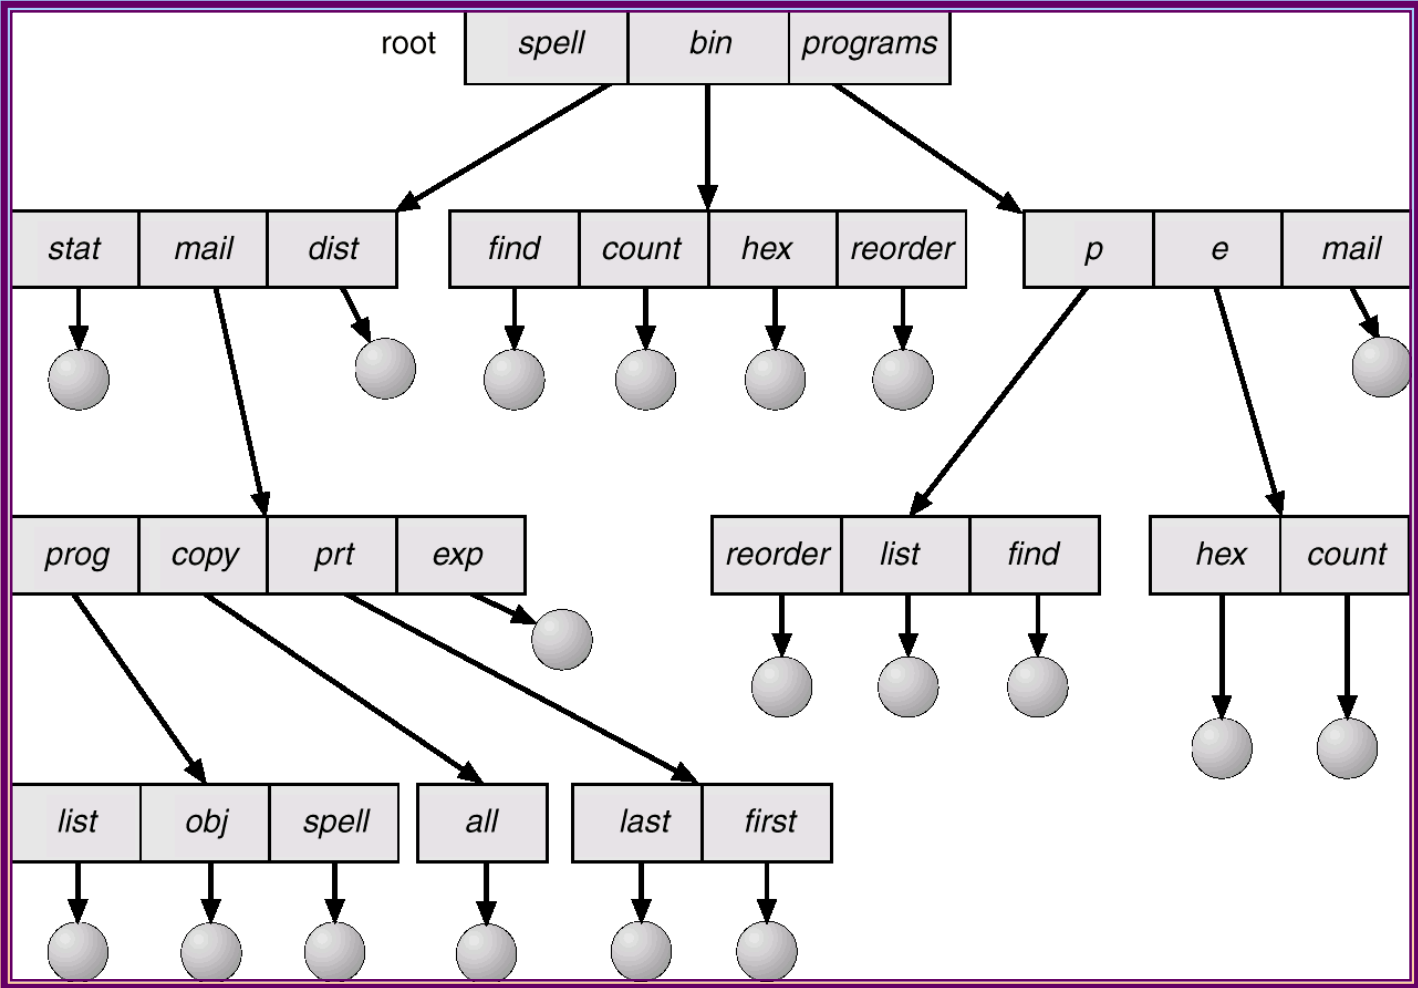 root spell bin programs
stat mail dist find count hex reorder p e mail
prog copy prt exp reorder list find hex count
list obj spell all last first